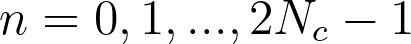 n = 0, 1, ..., 2N_c − 1